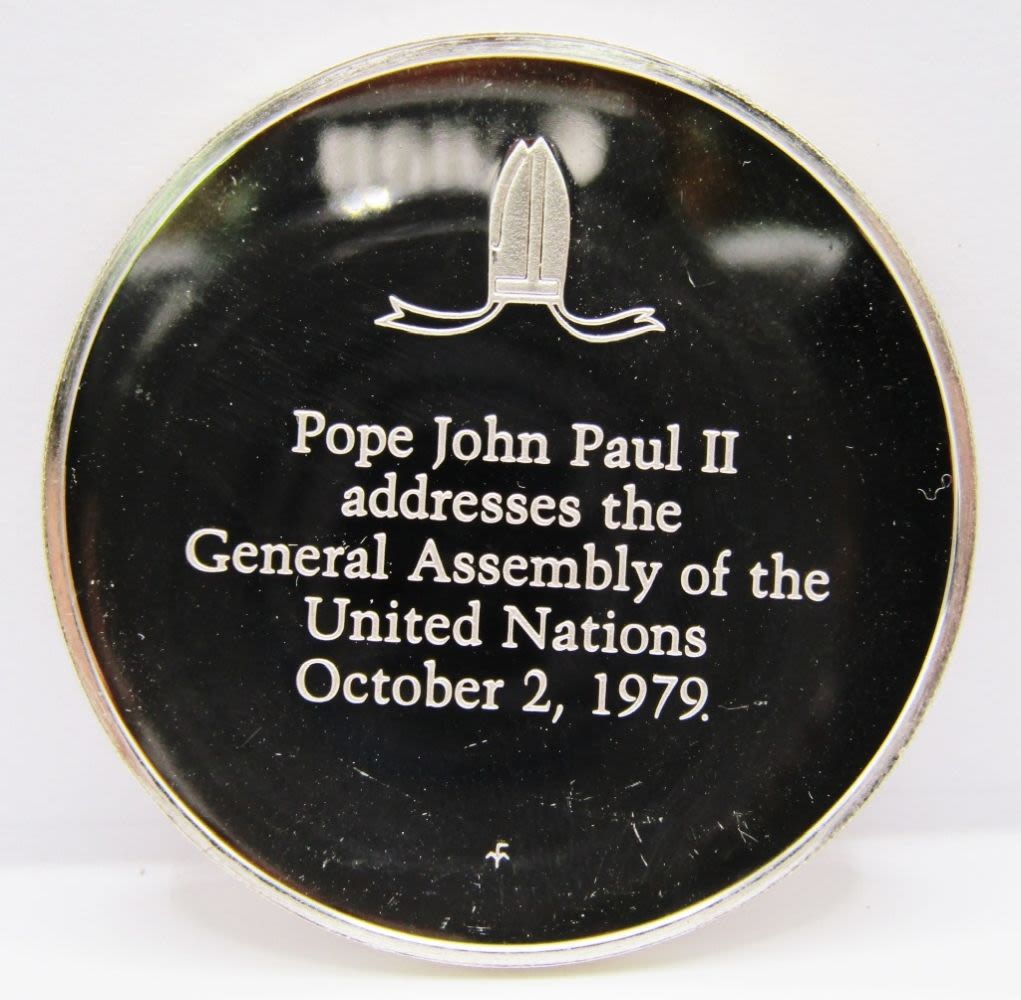 Pope John Paul II
addresses the
General Assembly of the
United Nations
October 2, 1979.